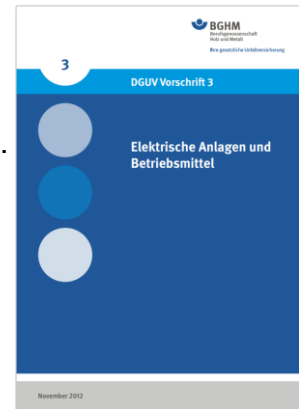 BGHM
Berufsgenossenschaft
Holz und Metall
Ihre gesetzliche Unfallversicherung
3
DGUV Vorschrift 3
Elektrische Anlagen und
Betriebsmittel
November 2012